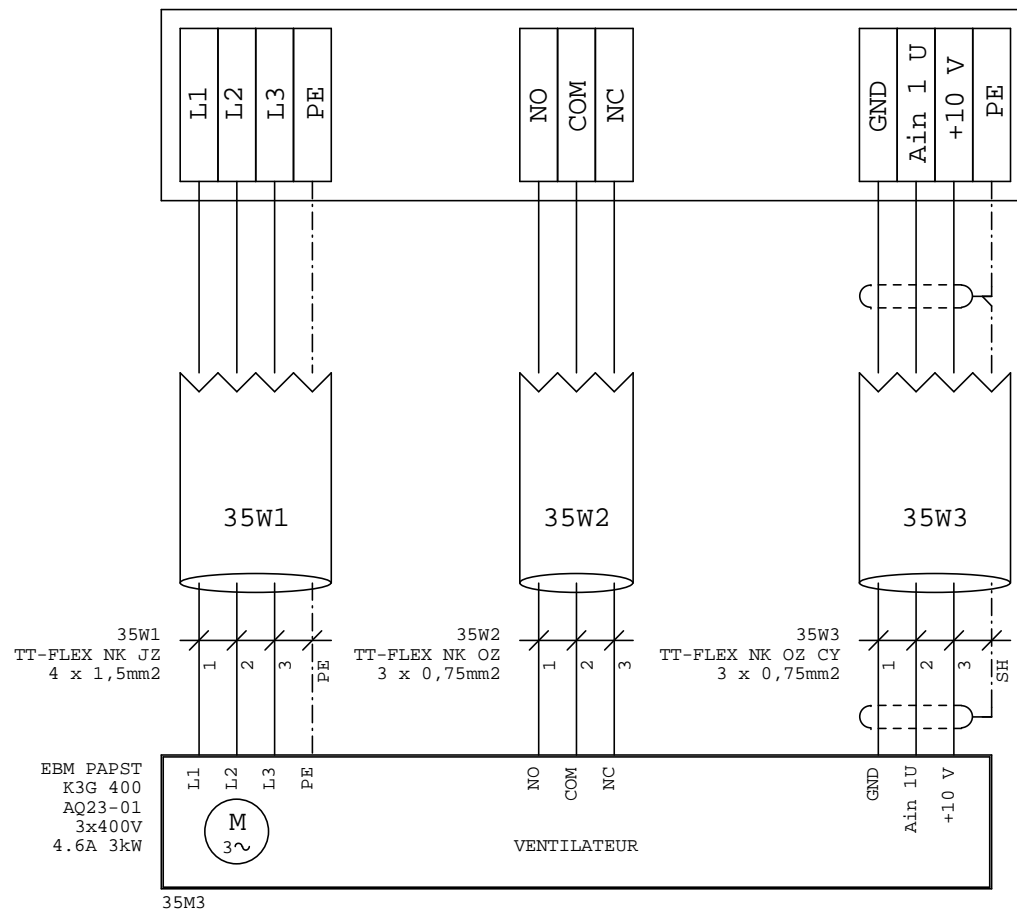 L1
L2
L3
PE
NO
COM
NC
GND
Ain 1 U
+10 V
PE
35W1
35W2
35W3
35W1
TT-FLEX NK JZ
4 x 1,5mm2
1
2
3
PE
35W2
TT-FLEX NK OZ
3 x 0,75mm2
1
2
3
35W3
TT-FLEX NK OZ CY
3 x 0,75mm2
1
2
3
SH
EBM PAPST
K3G 400
AQ23-01
3x400V
4.6A 3kW
L1
L2
L3
PE
NO
COM
NC
GND
Ain 1U
+10 V
M
3~
VENTILATEUR
35M3